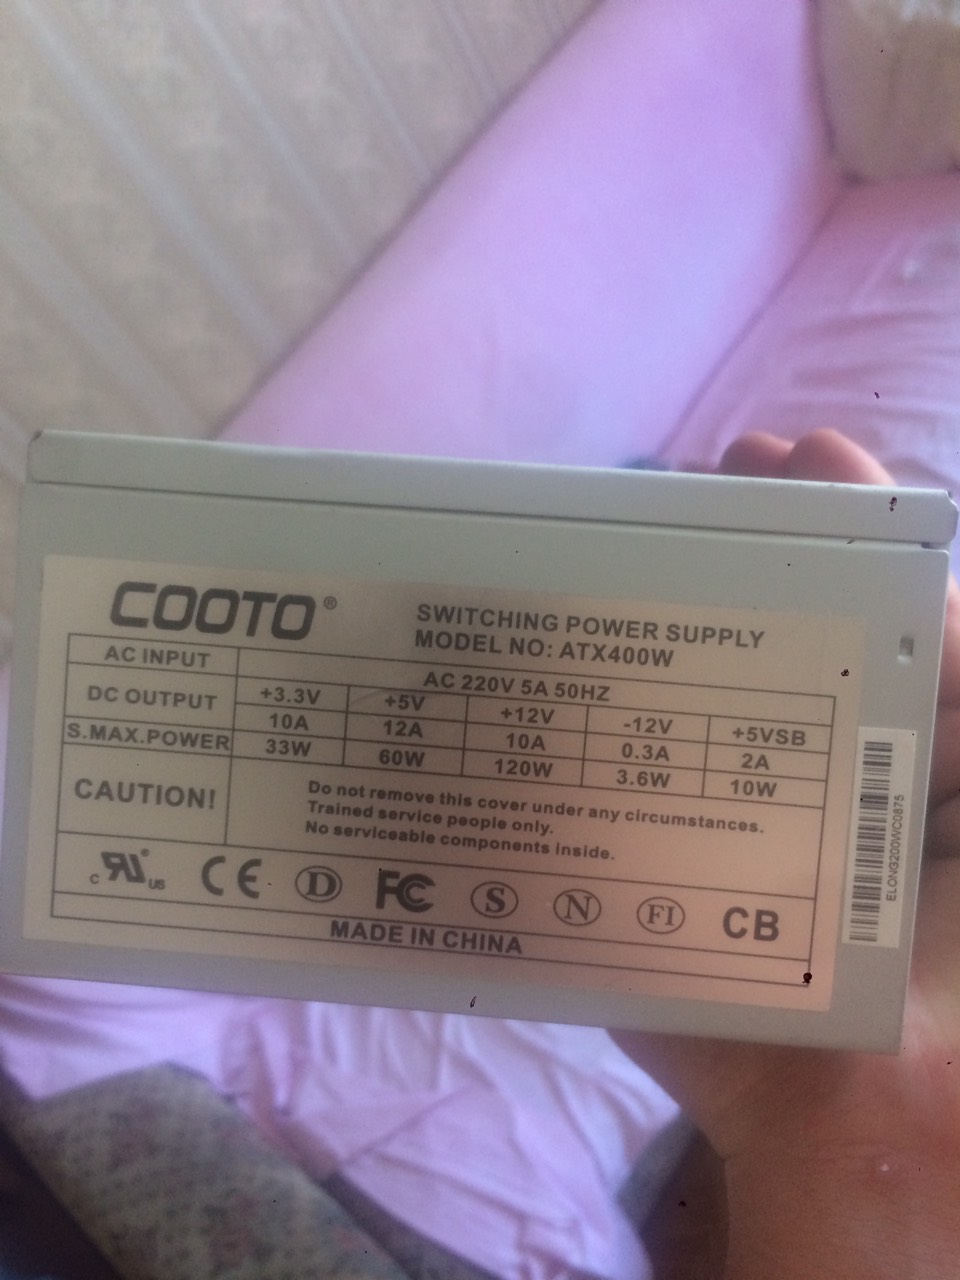 COOTO®
SWITCHING POWER SUPPLY
MODEL NO: ATX400W
AC INPUT AC 220V 5A 50HZ
DC OUTPUT +3.3V +5V +12V -12V +5VSB
10A 12A 10A 0.3A 2A
S.MAX.POWER 33W 60W 120W 3.6W 10W
CAUTION!
Do not remove this cover under any circumstances.
Trained service people only.
No serviceable components inside.
c RU us CE D FC S N FI CB
MADE IN CHINA
ELONG200WC0875